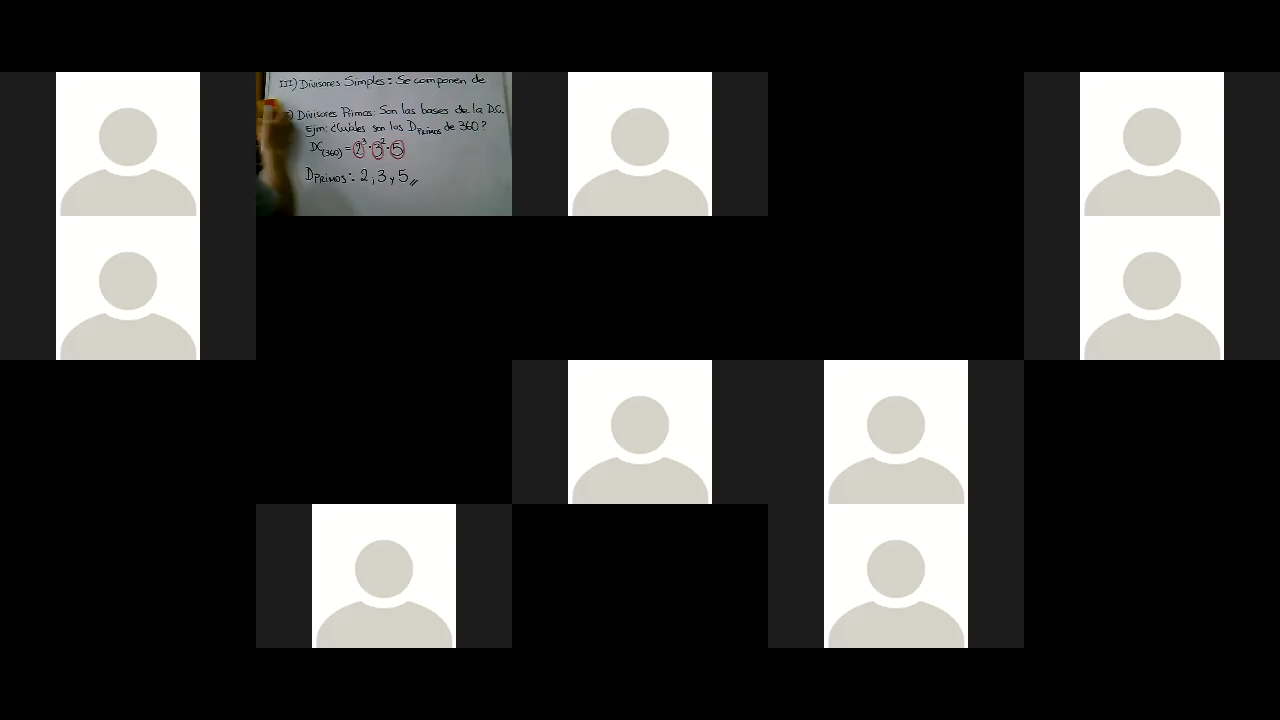 III) Divisores Simples: Se componen de
) Divisores Primos: Son las bases de la D.C.
Ejm: ¿Cuáles son los D Primos de 360?
DC(360) = 2³·3²·5
D PRIMOS: 2, 3 y 5